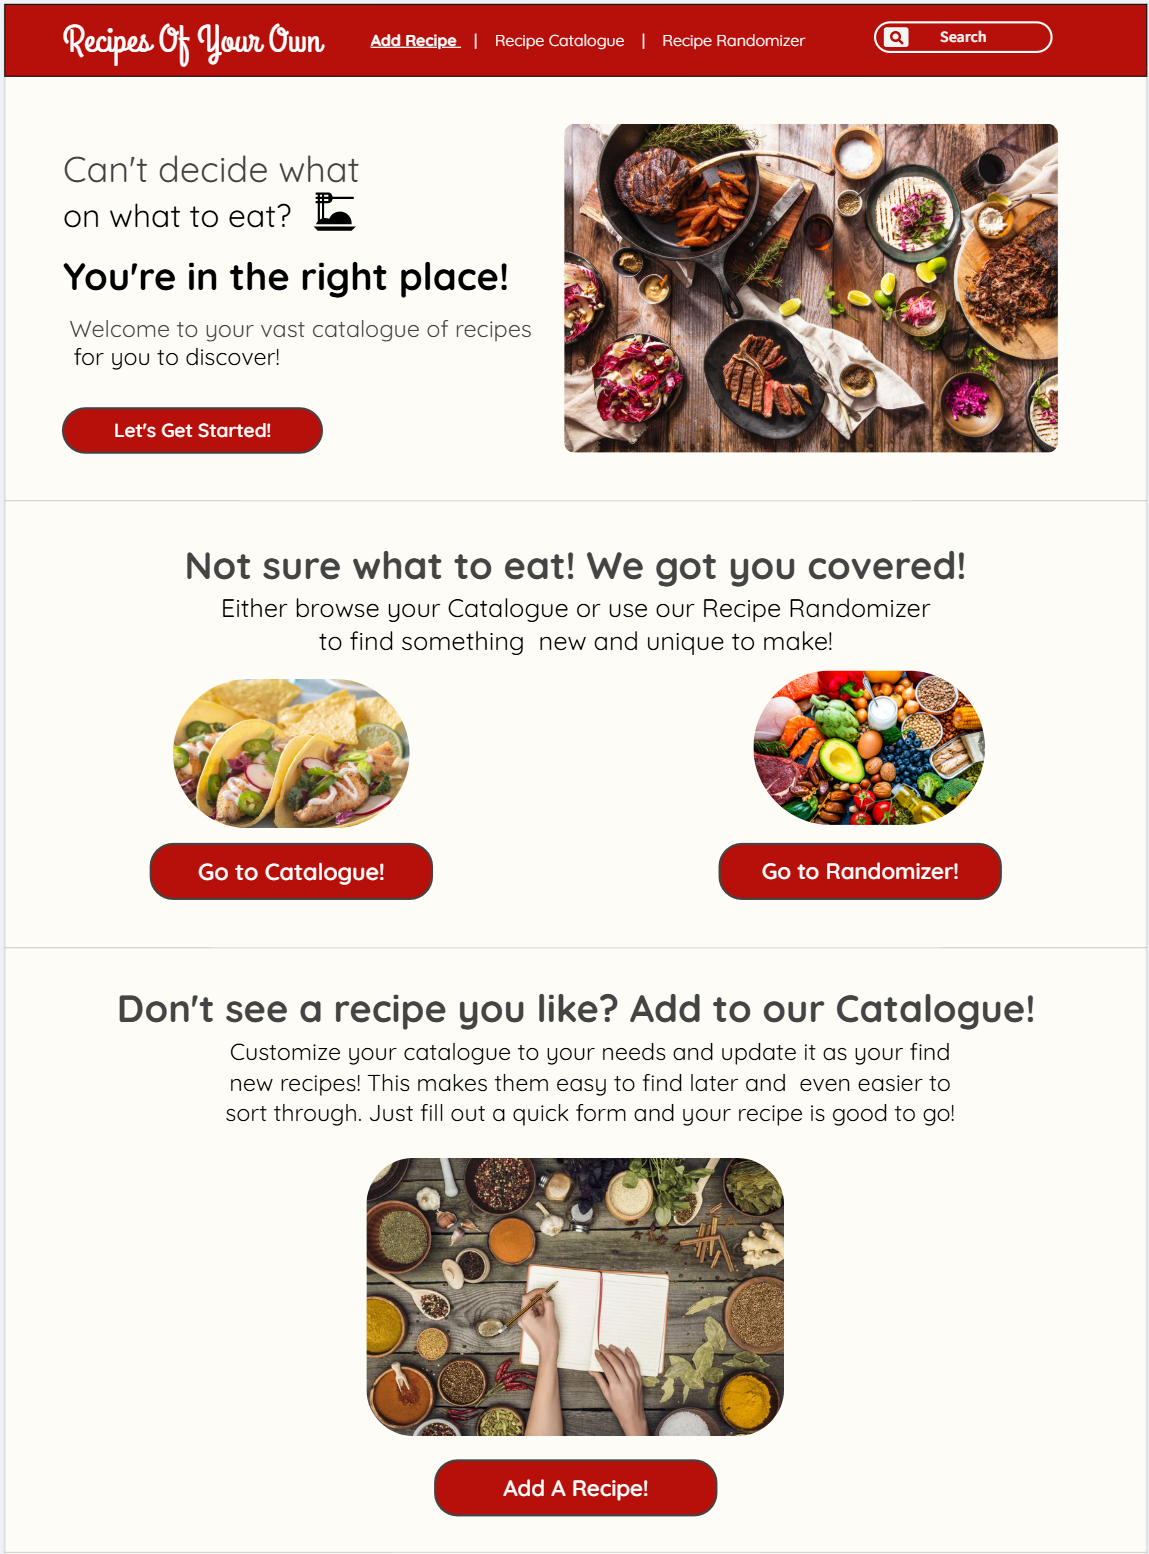 Recipes Of Your Own
Add Recipe | Recipe Catalogue | Recipe Randomizer
Search
Can't decide what
on what to eat?
You're in the right place!
Welcome to your vast catalogue of recipes
for you to discover!
Let's Get Started!
Not sure what to eat! We got you covered!
Either browse your Catalogue or use our Recipe Randomizer
to find something  new and unique to make!
Go to Catalogue!
Go to Randomizer!
Don't see a recipe you like? Add to our Catalogue!
Customize your catalogue to your needs and update it as your find
new recipes! This makes them easy to find later and  even easier to
sort through. Just fill out a quick form and your recipe is good to go!
Add A Recipe!